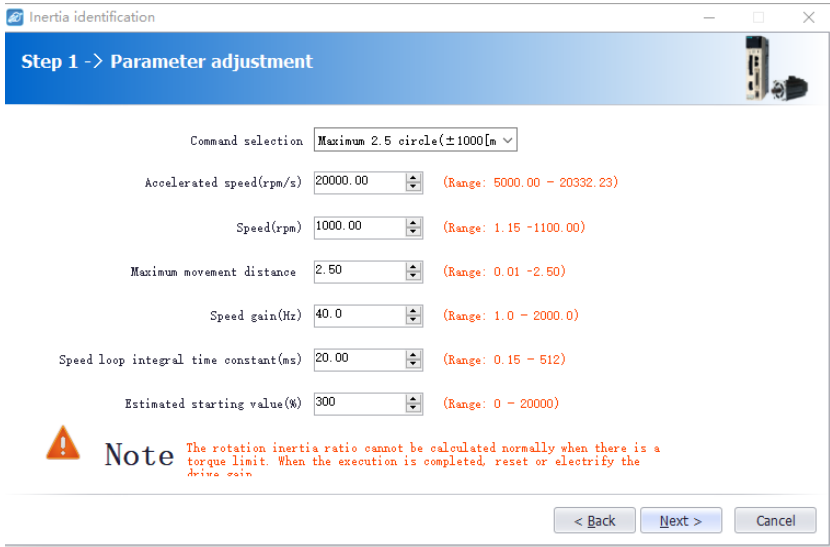 Inertia identification
Step 1 -> Parameter adjustment
Command selection Maximum 2.5 circle(±1000[m
Accelerated speed(rpm/s) 20000.00 (Range: 5000.00 - 20332.23)
Speed(rpm) 1000.00 (Range: 1.15 -1100.00)
Maximum movement distance 2.50 (Range: 0.01 -2.50)
Speed gain(Hz) 40.0 (Range: 1.0 - 2000.0)
Speed loop integral time constant(ms) 20.00 (Range: 0.15 - 512)
Estimated starting value(%) 300 (Range: 0 - 20000)
Note The rotation inertia ratio cannot be calculated normally when there is a
torque limit. When the execution is completed, reset or electrify the
drive gain
< Back Next > Cancel